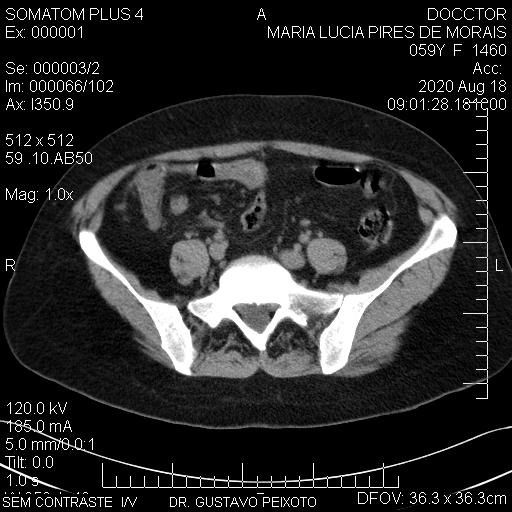 SOMATOM PLUS 4
Ex: 000001
Se: 000003/2
Im: 000066/102
Ax: I350.9
512 x 512
59 .10.AB50
Mag: 1.0x
A
DOCCTOR
MARIA LUCIA PIRES DE MORAIS
059Y F 1460
Acc:
2020 Aug 18
09:01:28.181000
R
L
120.0 kV
185.0 mA
5.0 mm/0.0:1
Tilt: 0.0
1.0 s
P
SEM CONTRASTE I/V
DR. GUSTAVO PEIXOTO
DFOV: 36.3 x 36.3cm